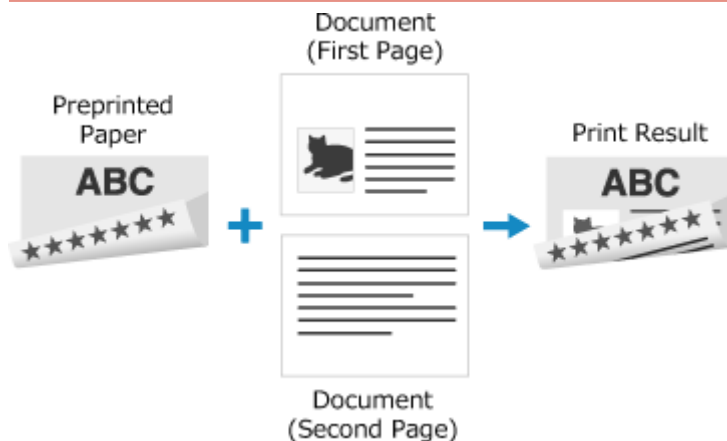 Document
(First Page)
Preprinted
Paper
ABC
Print Result
ABC
Document
(Second Page)